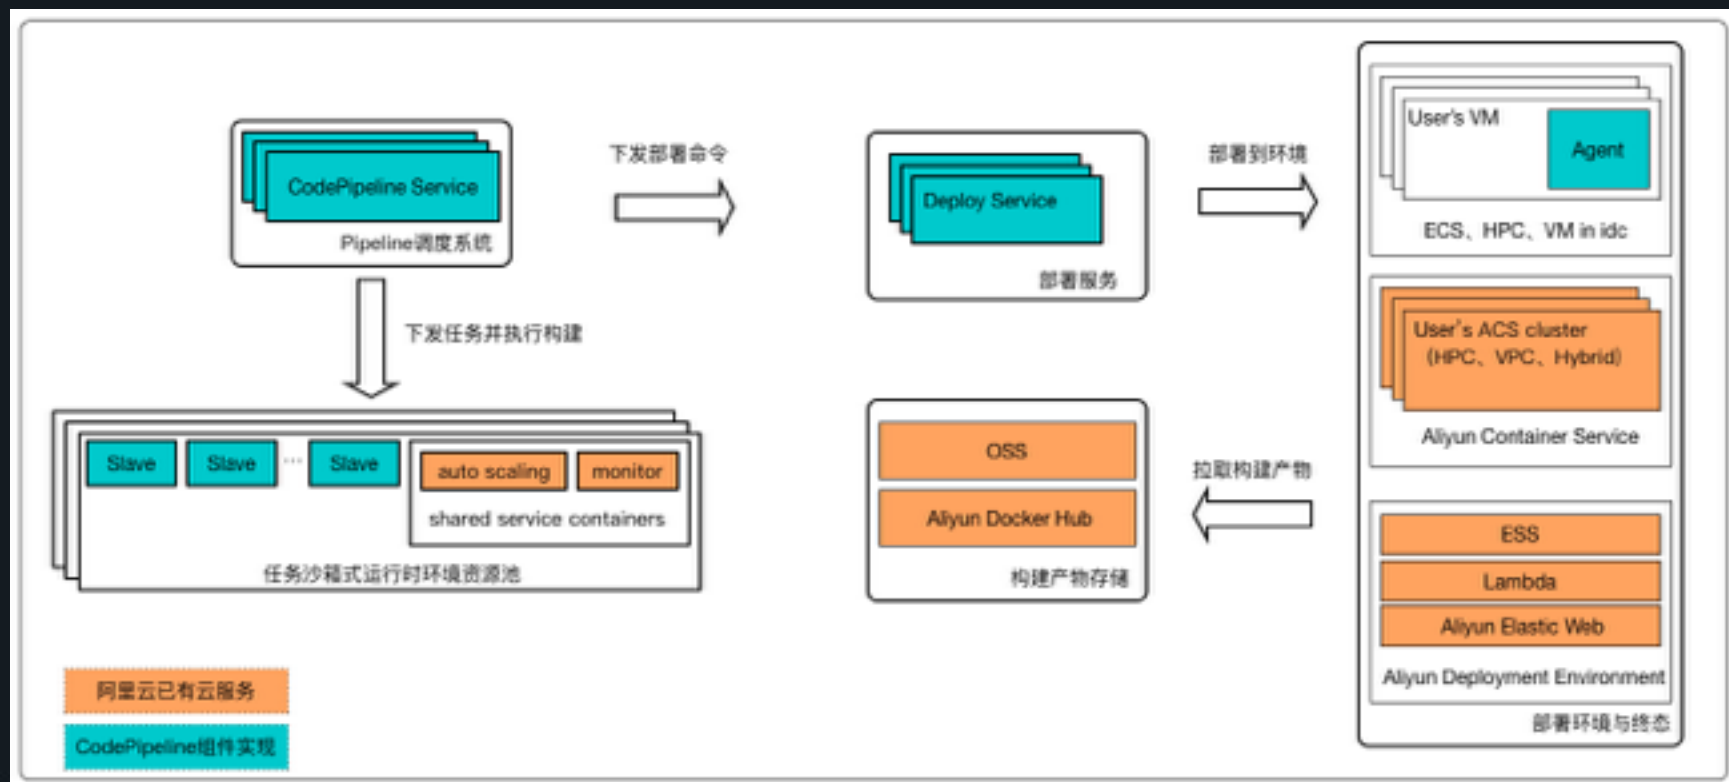 CodePipeline Service
Pipeline调度系统
下发部署命令
Deploy Service
部署服务
部署到环境
User's VM
Agent
ECS、HPC、VM in idc
User's ACS cluster
(HPC、VPC、Hybrid)
Aliyun Container Service
下发任务并执行构建
Slave
Slave
...
Slave
auto scaling
monitor
shared service containers
任务沙箱式运行时环境资源池
OSS
Aliyun Docker Hub
构建产物存储
拉取构建产物
ESS
Lambda
Aliyun Elastic Web
Aliyun Deployment Environment
部署环境与终态
阿里云已有云服务
CodePipeline组件实现